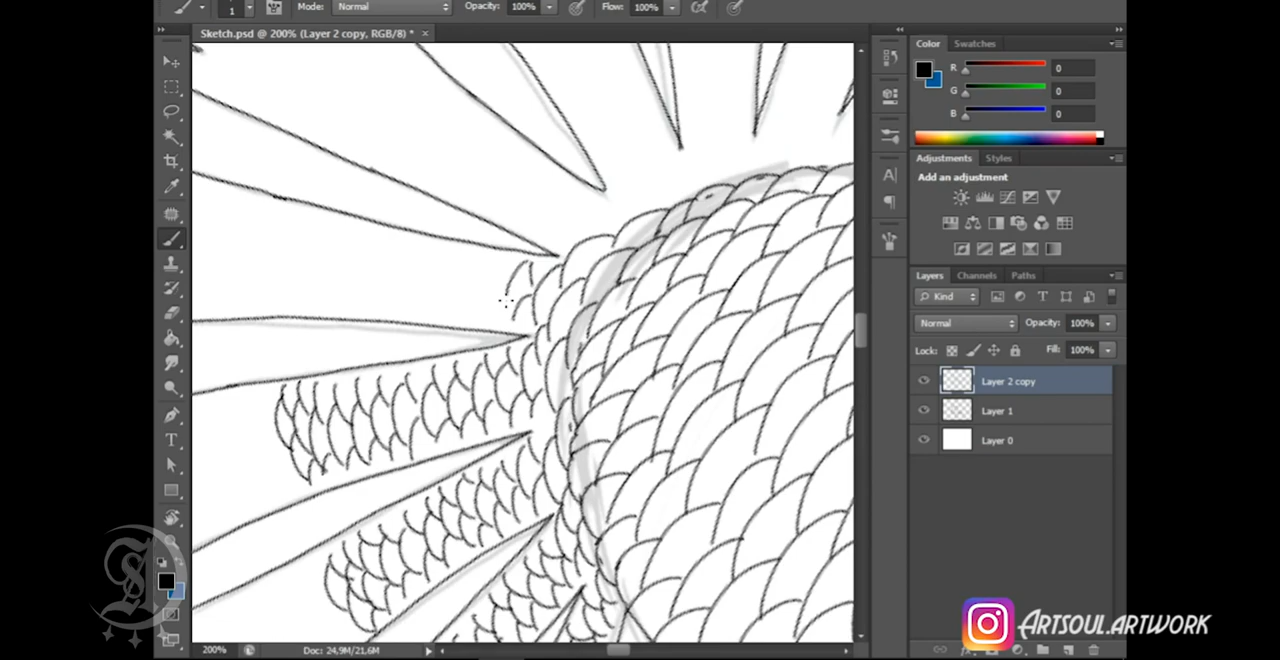 1 Mode: Normal Opacity: 100% Flow: 100%
Sketch.psd @ 200% (Layer 2 copy, RGB/8) * ×
Color Swatches
R 0
G 0
B 0
Adjustments Styles
Add an adjustment
Layers Channels Paths
Kind
Normal Opacity: 100%
Lock: Fill: 100%
Layer 2 copy
Layer 1
Layer 0
ARTSOUL.ARTWORK
200% Doc: 24,9M/21,6M